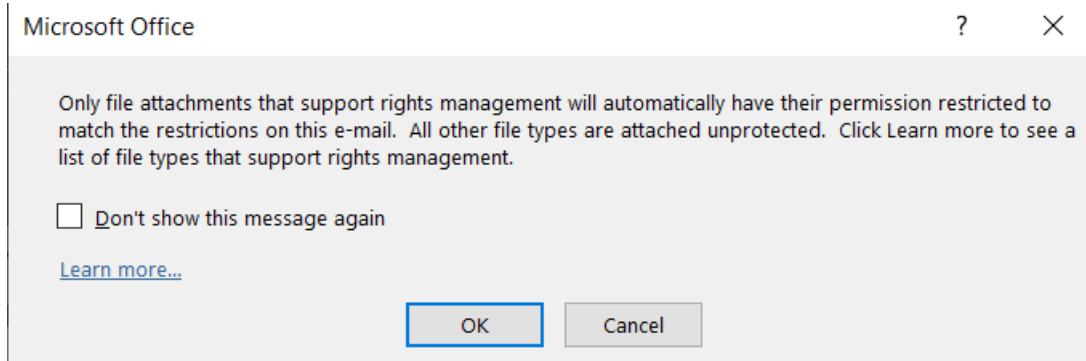 Microsoft Office
?
Only file attachments that support rights management will automatically have their permission restricted to
match the restrictions on this e-mail.  All other file types are attached unprotected.  Click Learn more to see a
list of file types that support rights management.
Don't show this message again
Learn more...
OK Cancel